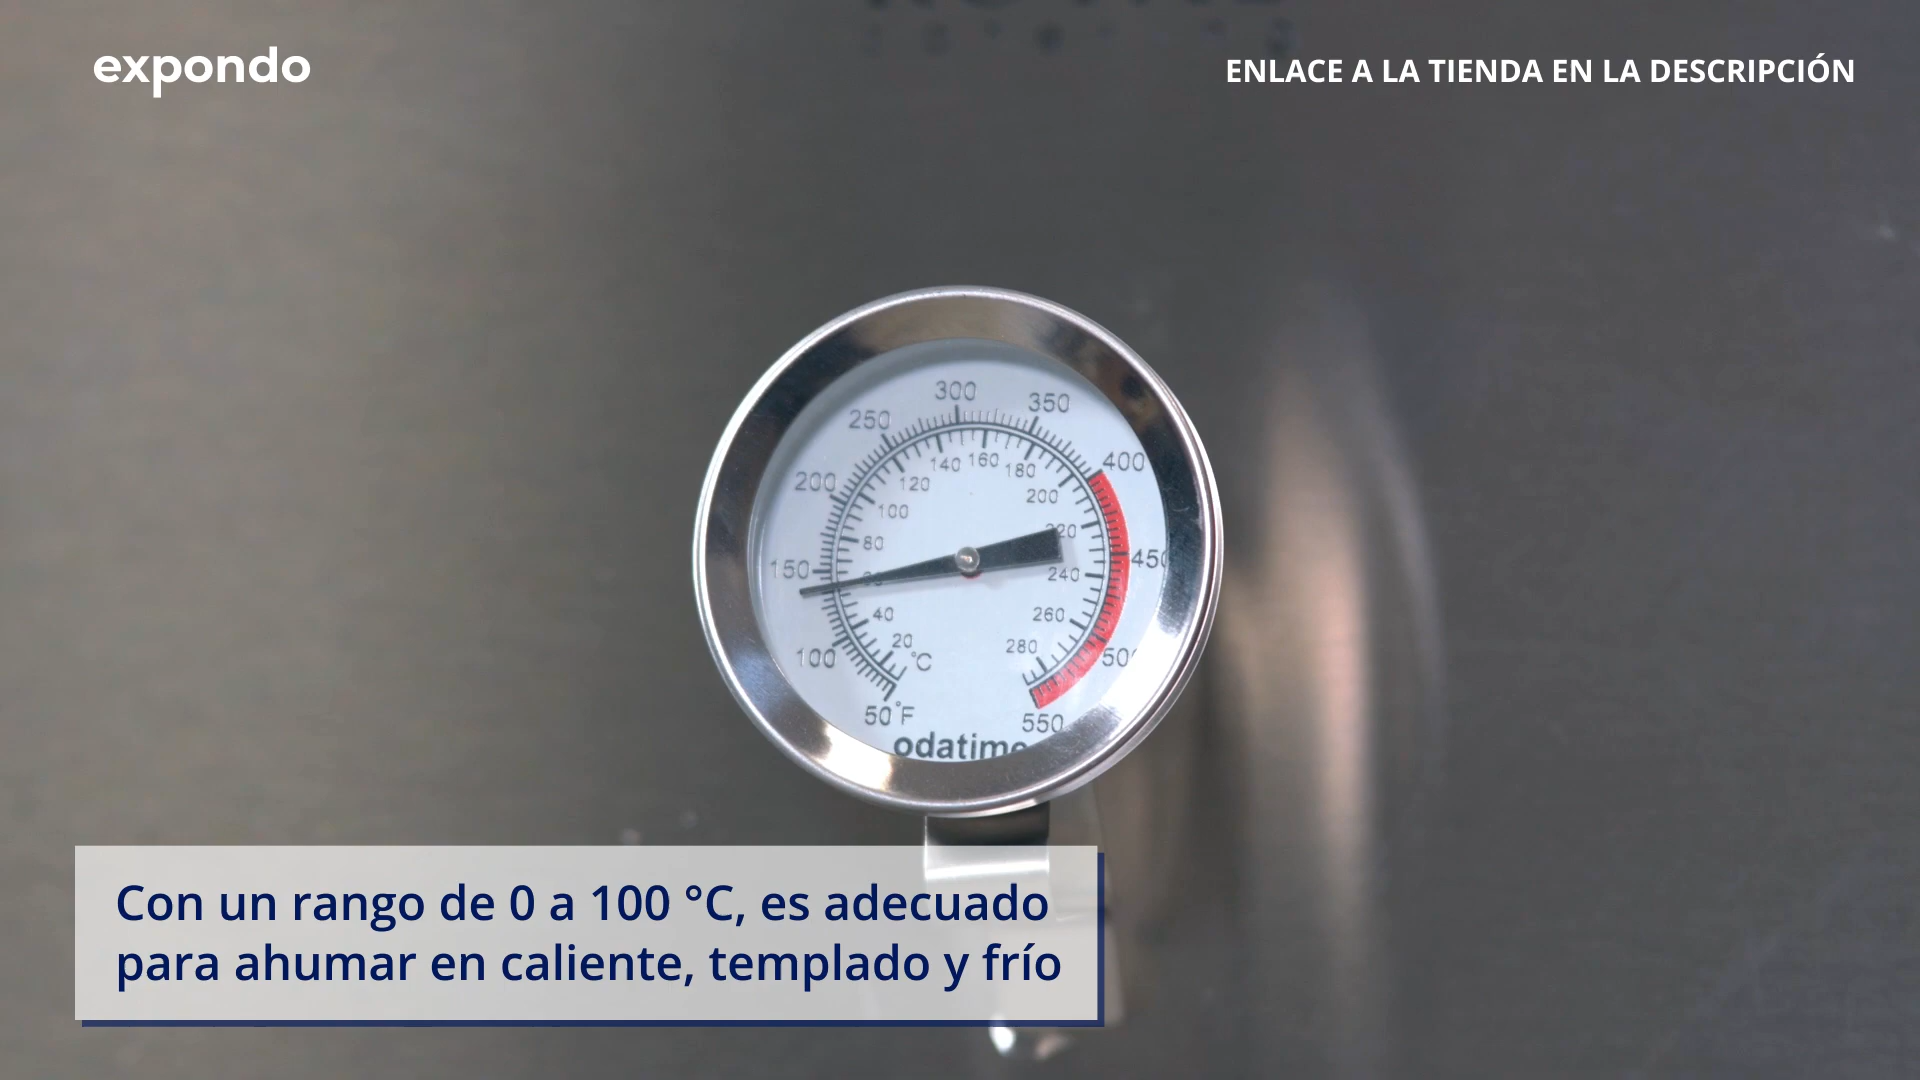 expondo
ENLACE A LA TIENDA EN LA DESCRIPCIÓN
300
250
350
200
400
140
160
180
120
200
100
80
150
240
40
260
20
280
100
°C
50°F
550
odatime
Con un rango de 0 a 100 °C, es adecuado
para ahumar en caliente, templado y frío